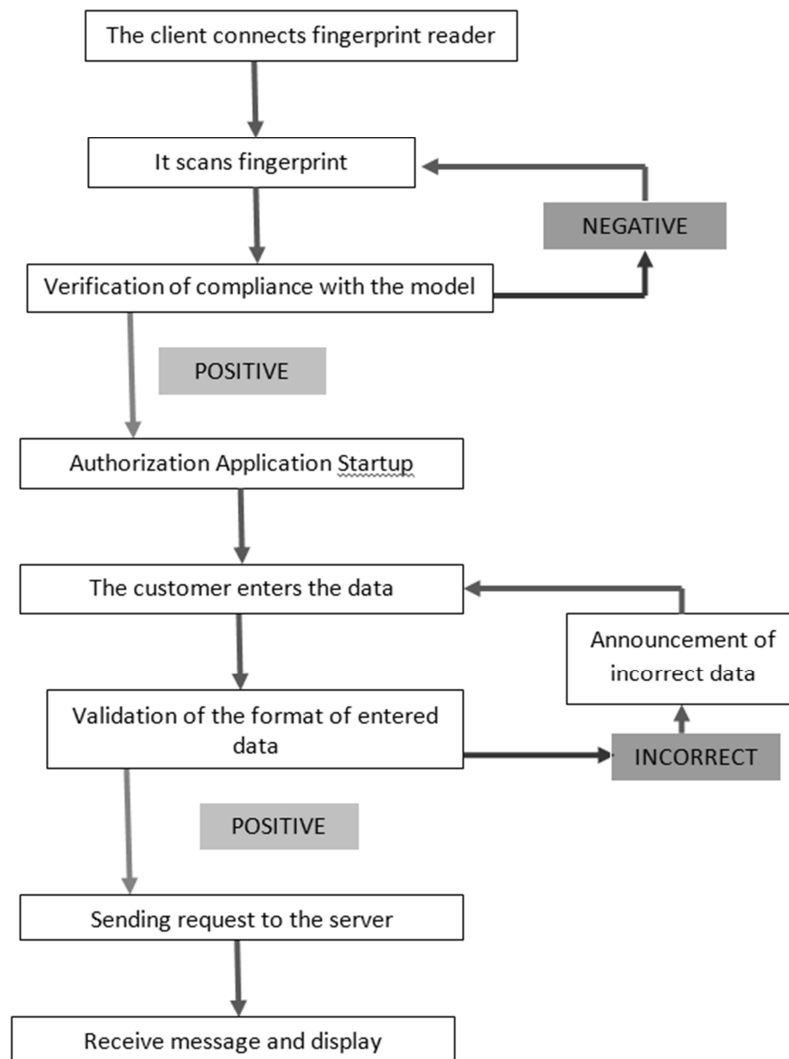 The client connects fingerprint reader
It scans fingerprint
NEGATIVE
Verification of compliance with the model
POSITIVE
Authorization Application Startup
The customer enters the data
Announcement of
incorrect data
Validation of the format of entered
data
INCORRECT
POSITIVE
Sending request to the server
Receive message and display